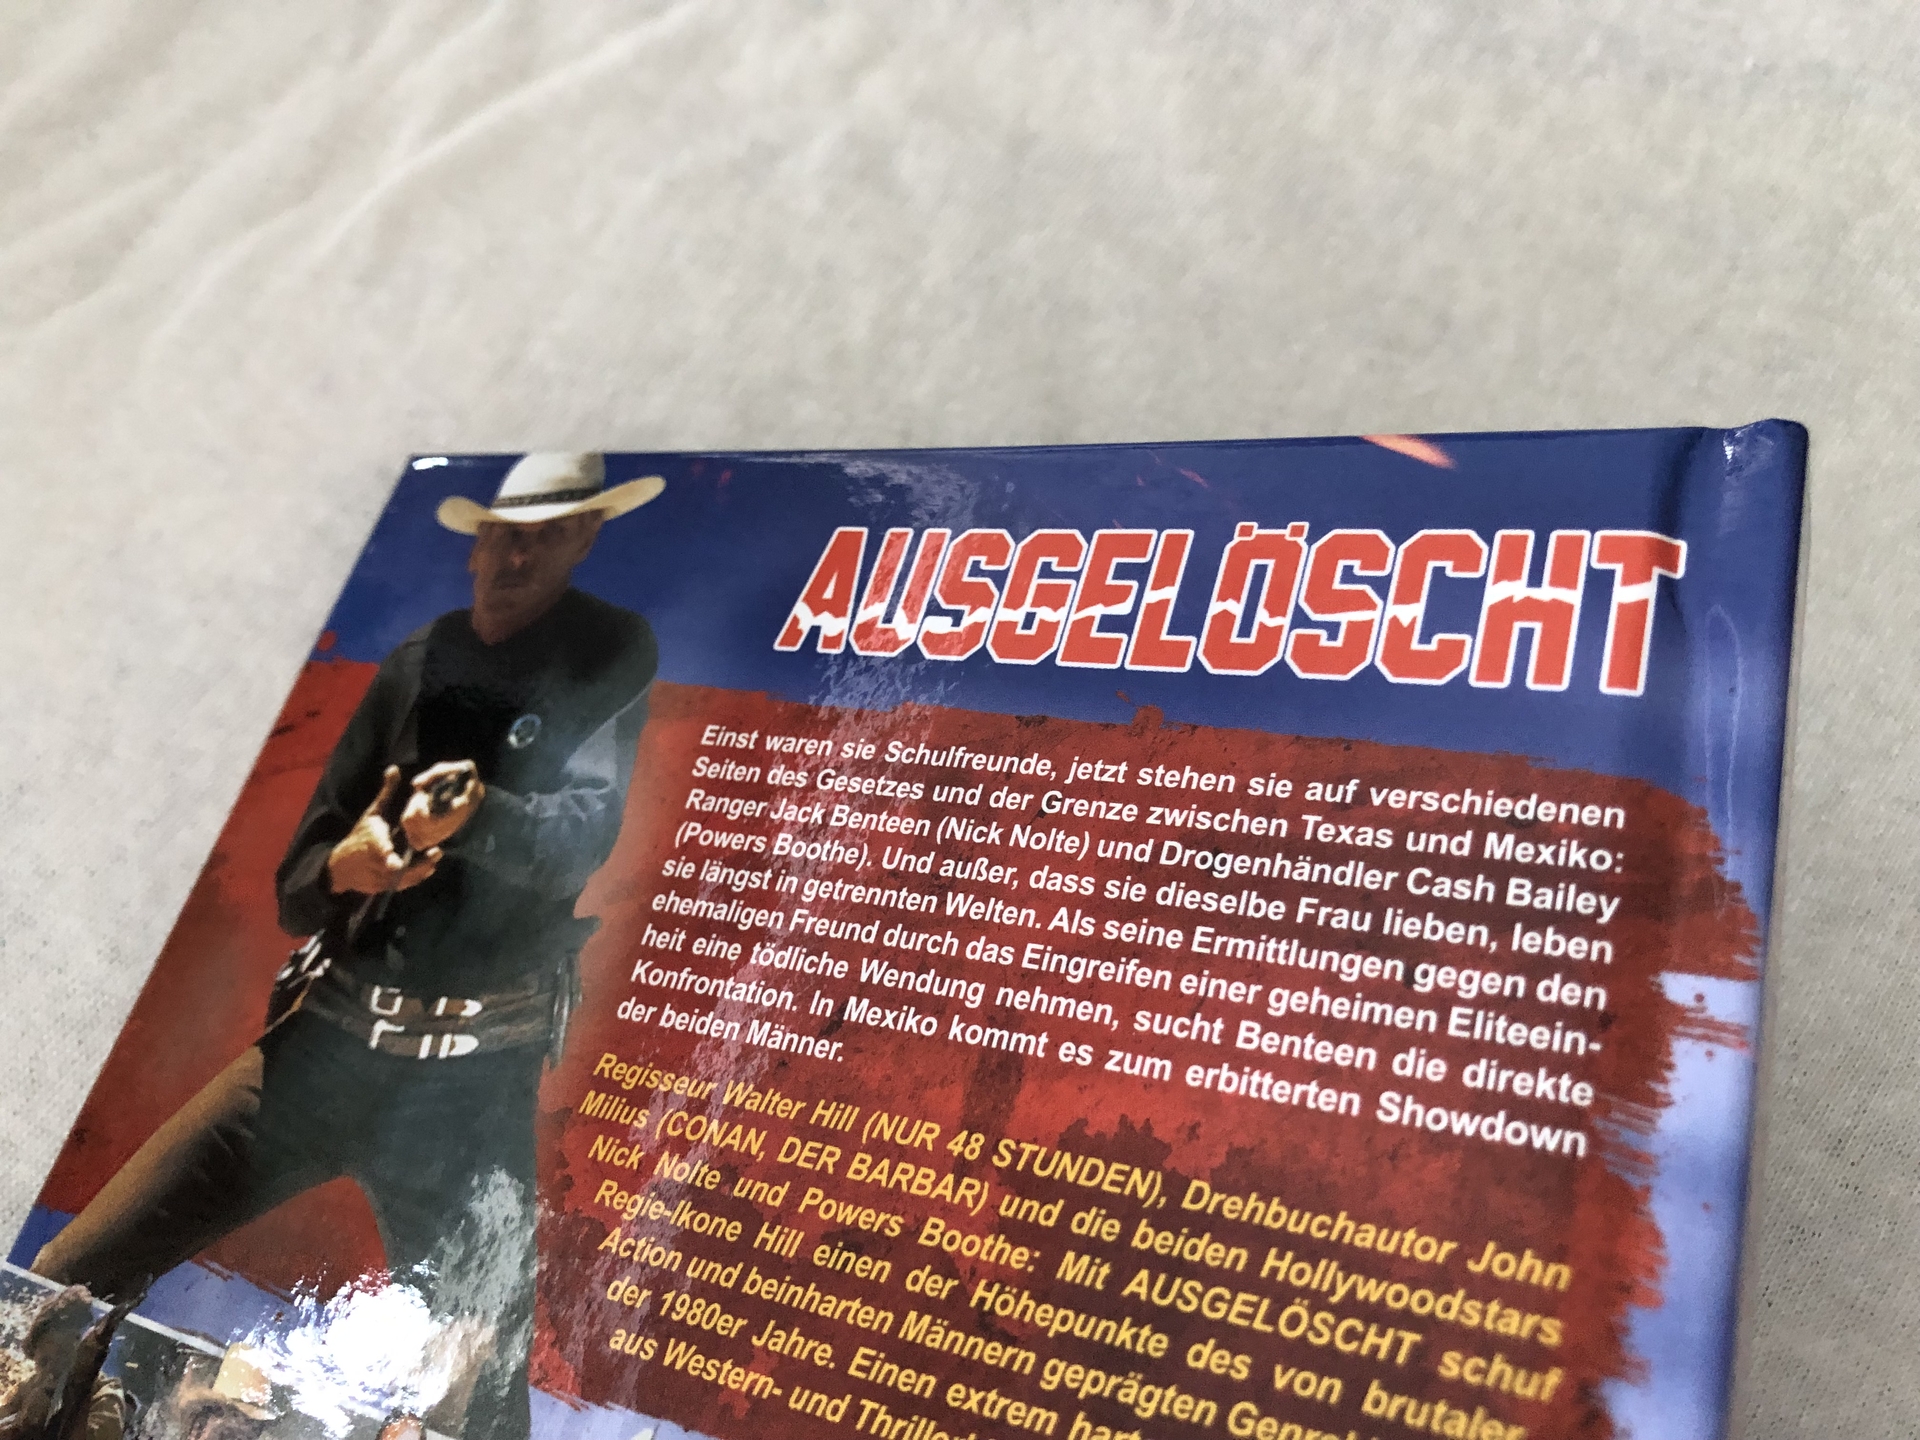 AUSGELÖSCHT
Einst waren sie Schulfreunde, jetzt stehen sie auf verschiedenen
Seiten des Gesetzes und der Grenze zwischen Texas und Mexiko:
Ranger Jack Benteen (Nick Nolte) und Drogenhändler Cash Bailey
(Powers Boothe). Und außer, dass sie dieselbe Frau lieben, leben
sie längst in getrennten Welten. Als seine Ermittlungen gegen den
ehemaligen Freund durch das Eingreifen einer geheimen Eliteein-
heit eine tödliche Wendung nehmen, sucht Benteen die direkte
Konfrontation. In Mexiko kommt es zum erbitterten Showdown
der beiden Männer.
Regisseur Walter Hill (NUR 48 STUNDEN), Drehbuchautor John
Milius (CONAN, DER BARBAR) und die beiden Hollywoodstars
Nick Nolte und Powers Boothe: Mit AUSGELÖSCHT schuf
Regie-Ikone Hill einen der Höhepunkte des von brutaler
Action und beinharten Männern geprägten
der 1980er Jahre. Einen extrem
aus Western- und